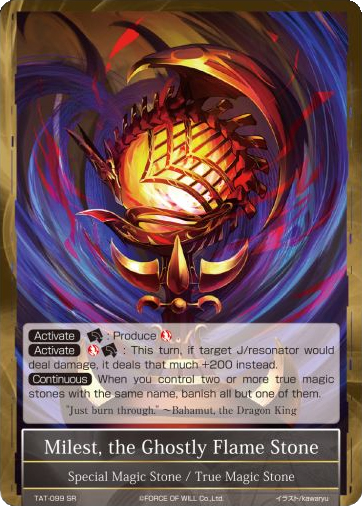 Activate : Produce
Activate : This turn, if target J/resonator would
deal damage, it deals that much +200 instead.
Continuous When you control two or more true magic
stones with the same name, banish all but one of them.
"Just burn through." ~Bahamut, the Dragon King
Milest, the Ghostly Flame Stone
Special Magic Stone / True Magic Stone
TAT-099 SR ©FORCE OF WILL Co.,Ltd. イラスト/kawaryu